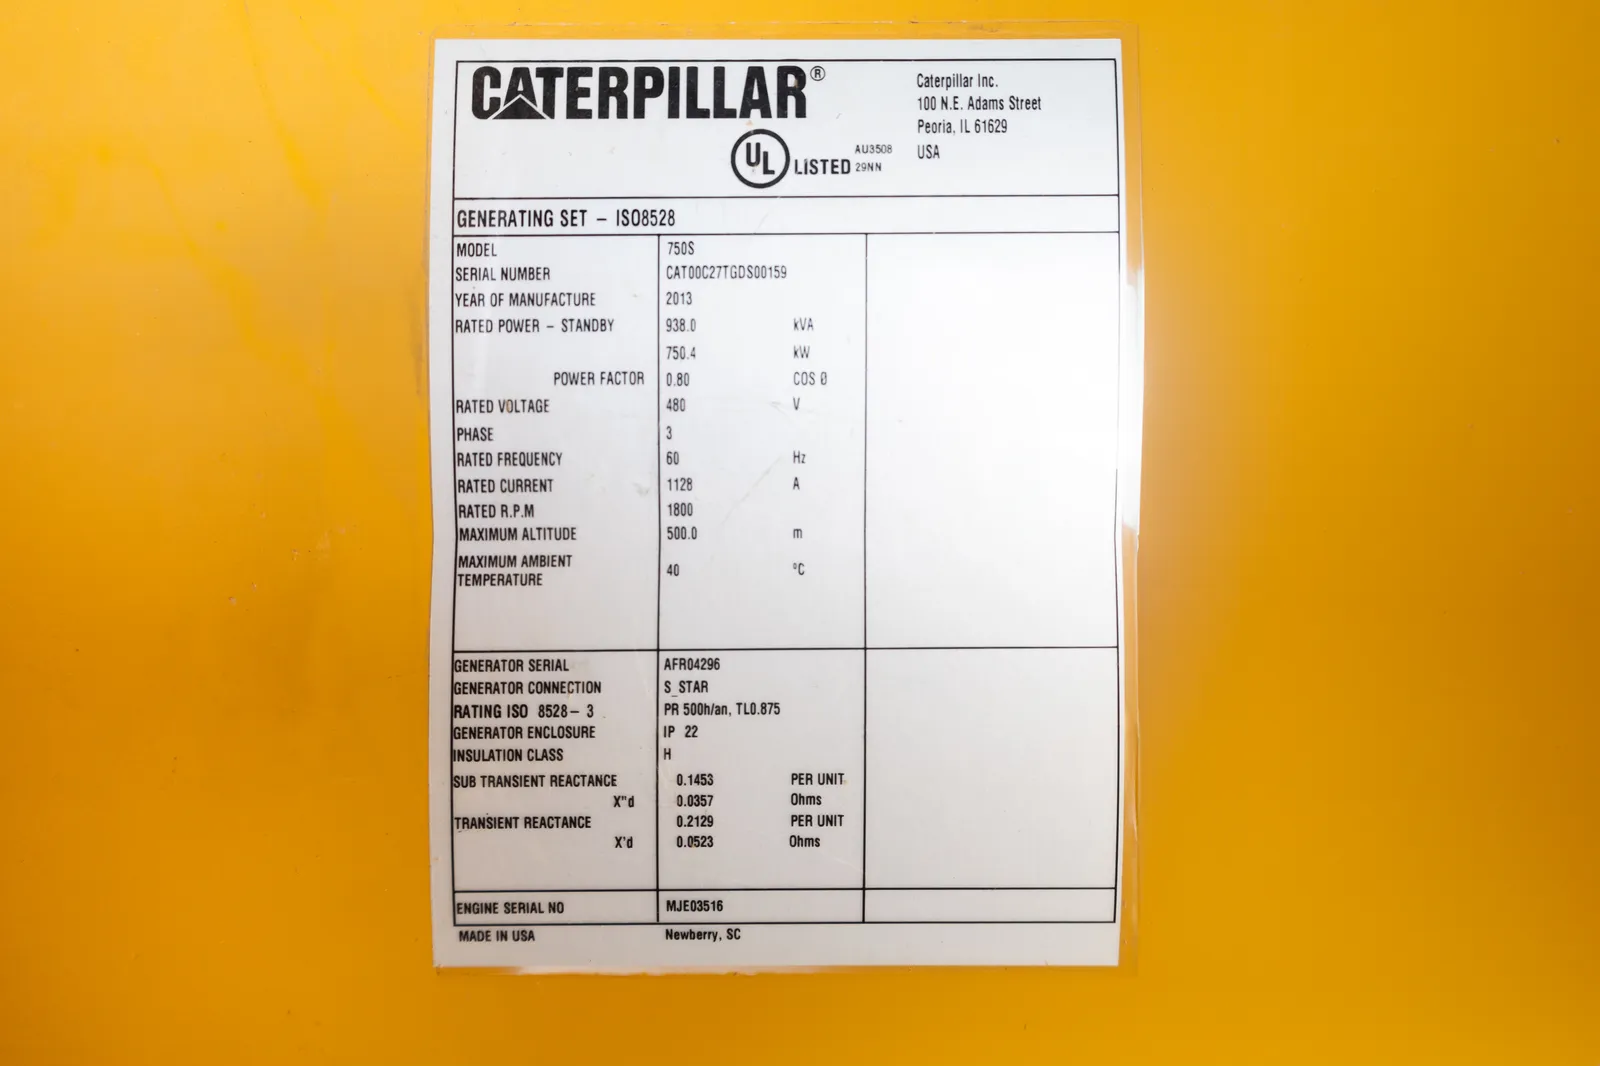 CATERPILLAR®
Caterpillar Inc.
100 N.E. Adams Street
Peoria, IL 61629
USA
UL LISTED AU3508
29NN
GENERATING SET - ISO8528
MODEL 750S
SERIAL NUMBER CAT00C27TGDS00159
YEAR OF MANUFACTURE 2013
RATED POWER - STANDBY 938.0 kVA
750.4 kW
POWER FACTOR 0.80 COS Ø
RATED VOLTAGE 480 V
PHASE 3
RATED FREQUENCY 60 Hz
RATED CURRENT 1128 A
RATED R.P.M 1800
MAXIMUM ALTITUDE 500.0 m
MAXIMUM AMBIENT
TEMPERATURE 40 °C
GENERATOR SERIAL AFR04296
GENERATOR CONNECTION S_STAR
RATING ISO 8528- 3 PR 500h/an, TL0.875
GENERATOR ENCLOSURE IP 22
INSULATION CLASS H
SUB TRANSIENT REACTANCE 0.1453 PER UNIT
X"d 0.0357 Ohms
TRANSIENT REACTANCE 0.2129 PER UNIT
X'd 0.0523 Ohms
ENGINE SERIAL NO MJE03516
MADE IN USA Newberry, SC